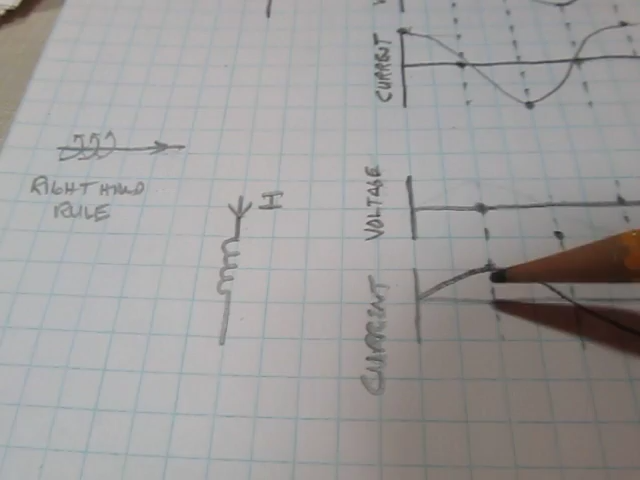 CURRENT
RIGHT HAND
RULE
H
VOLTAGE
CURRENT